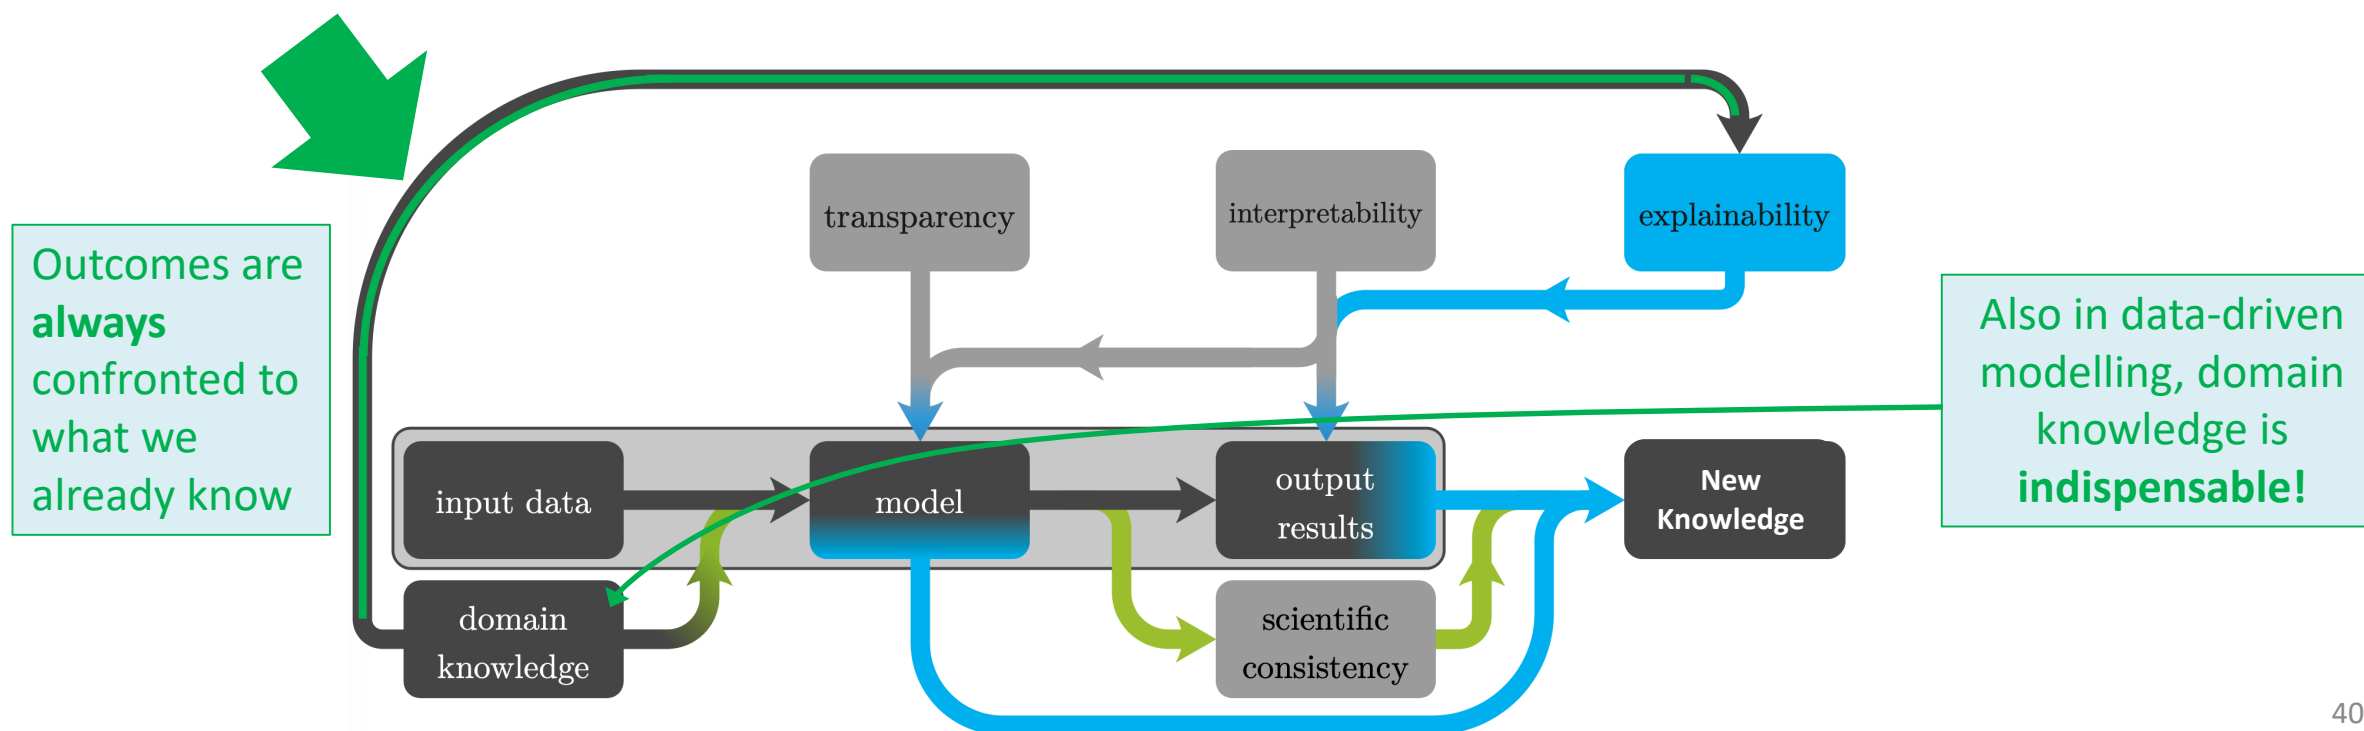 transparency
interpretability
explainability
Outcomes are
always
confronted to
what we
already know
Also in data-driven
modelling, domain
knowledge is
indispensable!
input data
model
output
results
New
Knowledge
domain
knowledge
scientific
consistency
40